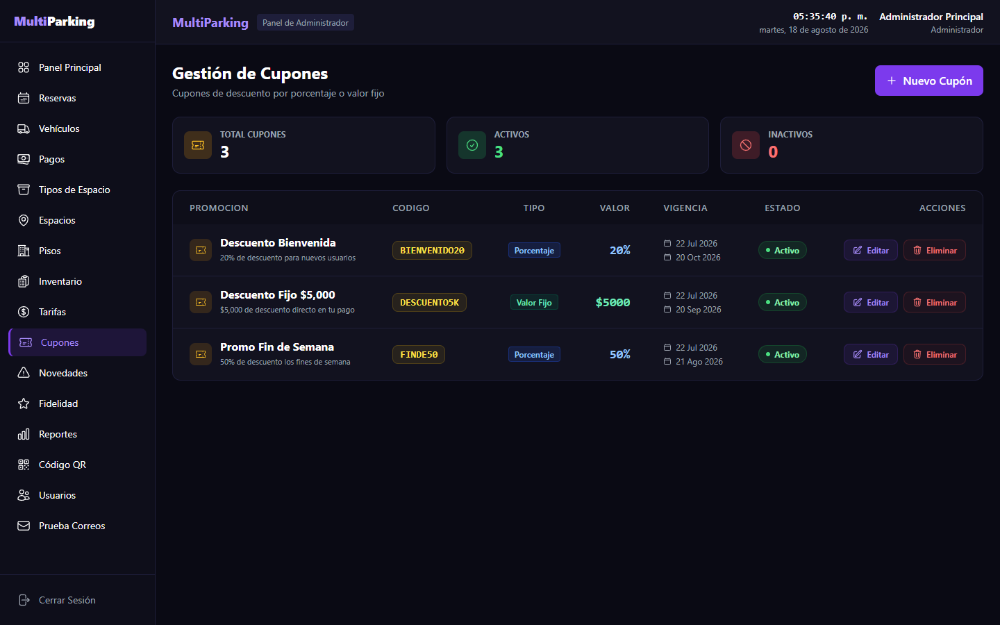 MultiParking
Panel Principal
Reservas
Vehículos
Pagos
Tipos de Espacio
Espacios
Pisos
Inventario
Tarifas
Cupones
Novedades
Fidelidad
Reportes
Código QR
Usuarios
Prueba Correos
Cerrar Sesión
MultiParking Panel de Administrador
05:35:40 p. m.
martes, 18 de agosto de 2026
Administrador Principal
Administrador
Gestión de Cupones
Cupones de descuento por porcentaje o valor fijo
+ Nuevo Cupón
TOTAL CUPONES
3
ACTIVOS
3
INACTIVOS
0
PROMOCION CODIGO TIPO VALOR VIGENCIA ESTADO ACCIONES
Descuento Bienvenida
20% de descuento para nuevos usuarios
BIENVENIDO20
Porcentaje
20%
22 Jul 2026
20 Oct 2026
Activo
Editar
Eliminar
Descuento Fijo $5,000
$5,000 de descuento directo en tu pago
DESCUENTO5K
Valor Fijo
$5000
22 Jul 2026
20 Sep 2026
Activo
Editar
Eliminar
Promo Fin de Semana
50% de descuento los fines de semana
FINDE50
Porcentaje
50%
22 Jul 2026
21 Ago 2026
Activo
Editar
Eliminar